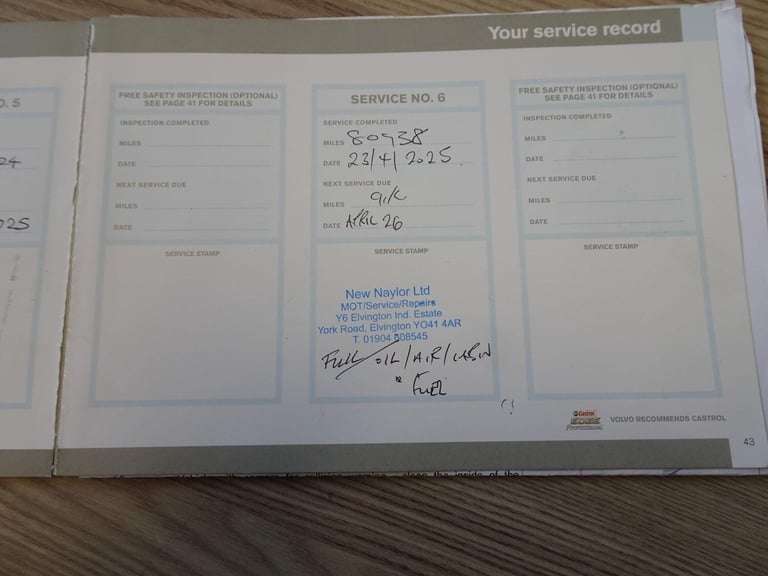 Your service record
O. 5
24
025
FREE SAFETY INSPECTION (OPTIONAL)
SEE PAGE 41 FOR DETAILS
INSPECTION COMPLETED
MILES
DATE
NEXT SERVICE DUE
MILES
DATE
SERVICE STAMP
SERVICE NO. 6
SERVICE COMPLETED
MILES 80938
DATE 23/4/2025
NEXT SERVICE DUE
MILES
DATE APRIL 26
SERVICE STAMP
New Naylor Ltd
MOT/Service/Repairs
Y6 Elvington Ind. Estate
York Road, Elvington YO41 4AR
T. 01904 608545
Full OIL/AIR/CABIN
FUEL
FREE SAFETY INSPECTION (OPTIONAL)
SEE PAGE 41 FOR DETAILS
INSPECTION COMPLETED
MILES
DATE
NEXT SERVICE DUE
MILES
DATE
SERVICE STAMP
Castrol
EDGE
Professional
VOLVO RECOMMENDS CASTROL
43